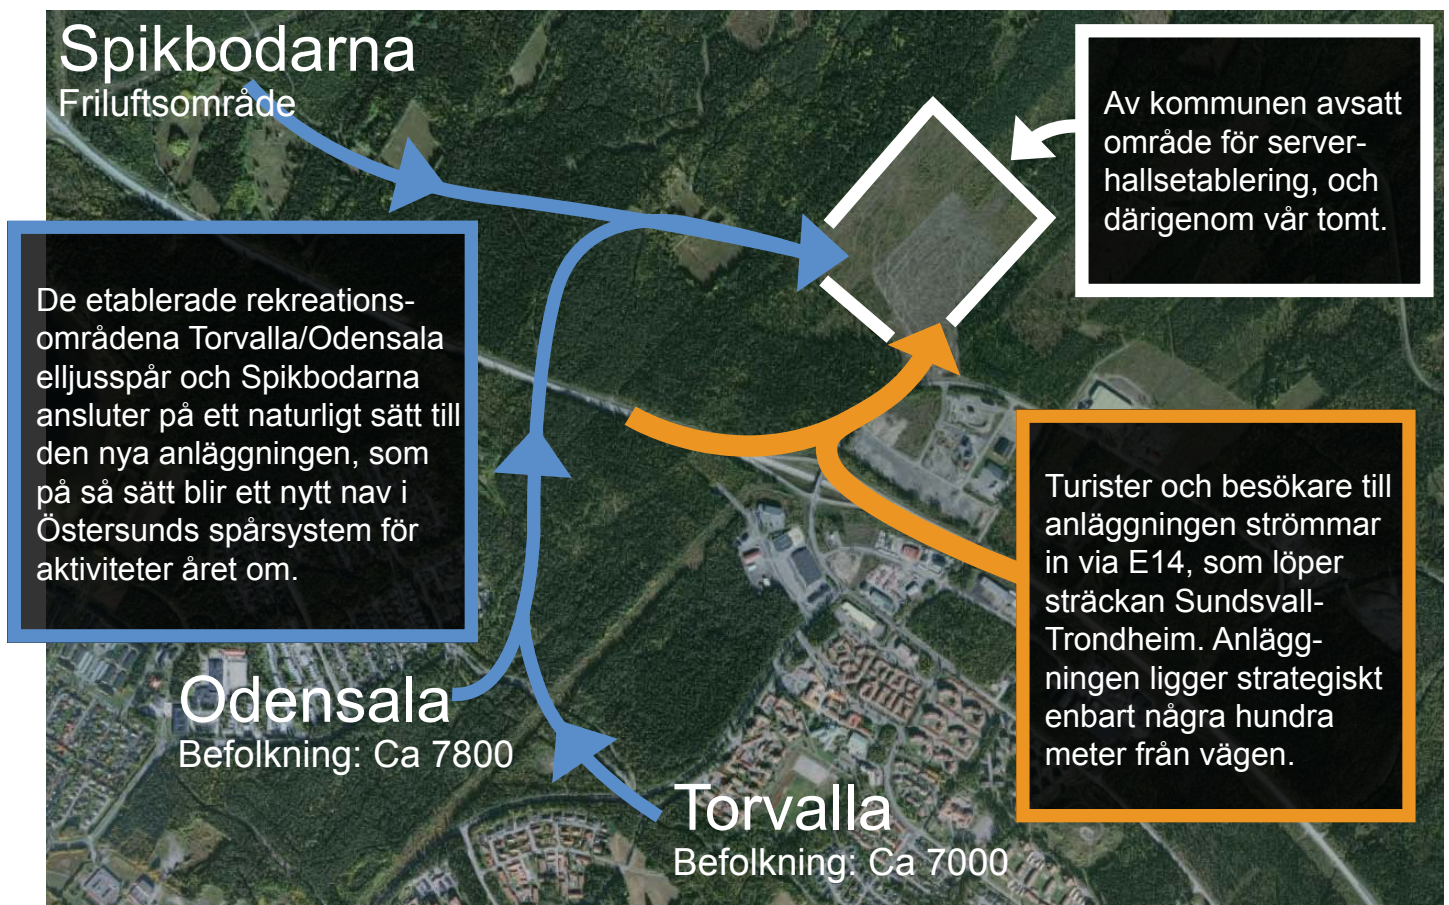 Spikbodarna
Friluftsområde
Av kommunen avsatt
område för server-
hallsetablering, och
därigenom vår tomt.
De etablerade rekreations-
områdena Torvalla/Odensala
elljusspår och Spikbodarna
ansluter på ett naturligt sätt till
den nya anläggningen, som
på så sätt blir ett nytt nav i
Östersunds spårsystem för
aktiviteter året om.
Turister och besökare till
anläggningen strömmar
in via E14, som löper
sträckan Sundsvall-
Trondheim. Anlägg-
ningen ligger strategiskt
enbart några hundra
meter från vägen.
Odensala
Befolkning: Ca 7800
Torvalla
Befolkning: Ca 7000